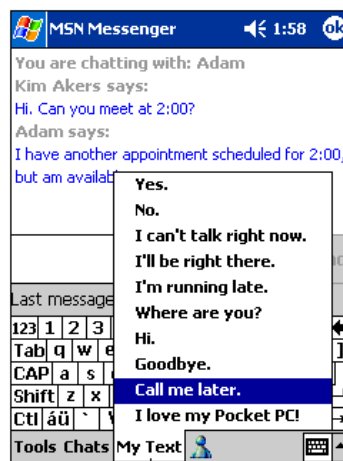 MSN Messenger 1:58 ok
You are chatting with: Adam
Kim Akers says:
Hi. Can you meet at 2:00?
Adam says:
I have another appointment scheduled for 2:00,
but am
Yes.
No.
I can't talk right now.
I'll be right there.
I'm running late.
Where are you?
Hi.
Goodbye.
Call me later.
I love my Pocket PC!
Last message
123 1 2 3
Tab q w e
CAP a s
Shift z x
Ctl áü `
Tools Chats My Text